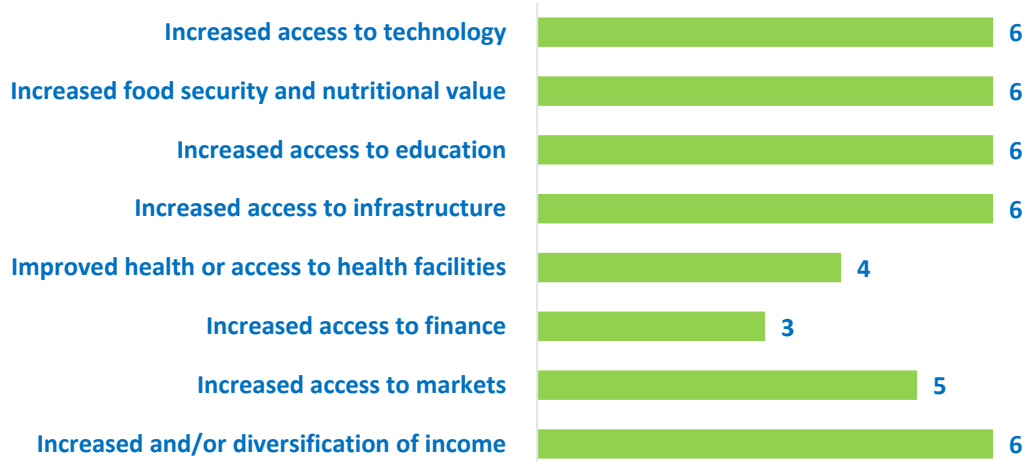 Increased access to technology 6
Increased food security and nutritional value 6
Increased access to education 6
Increased access to infrastructure 6
Improved health or access to health facilities 4
Increased access to finance 3
Increased access to markets 5
Increased and/or diversification of income 6